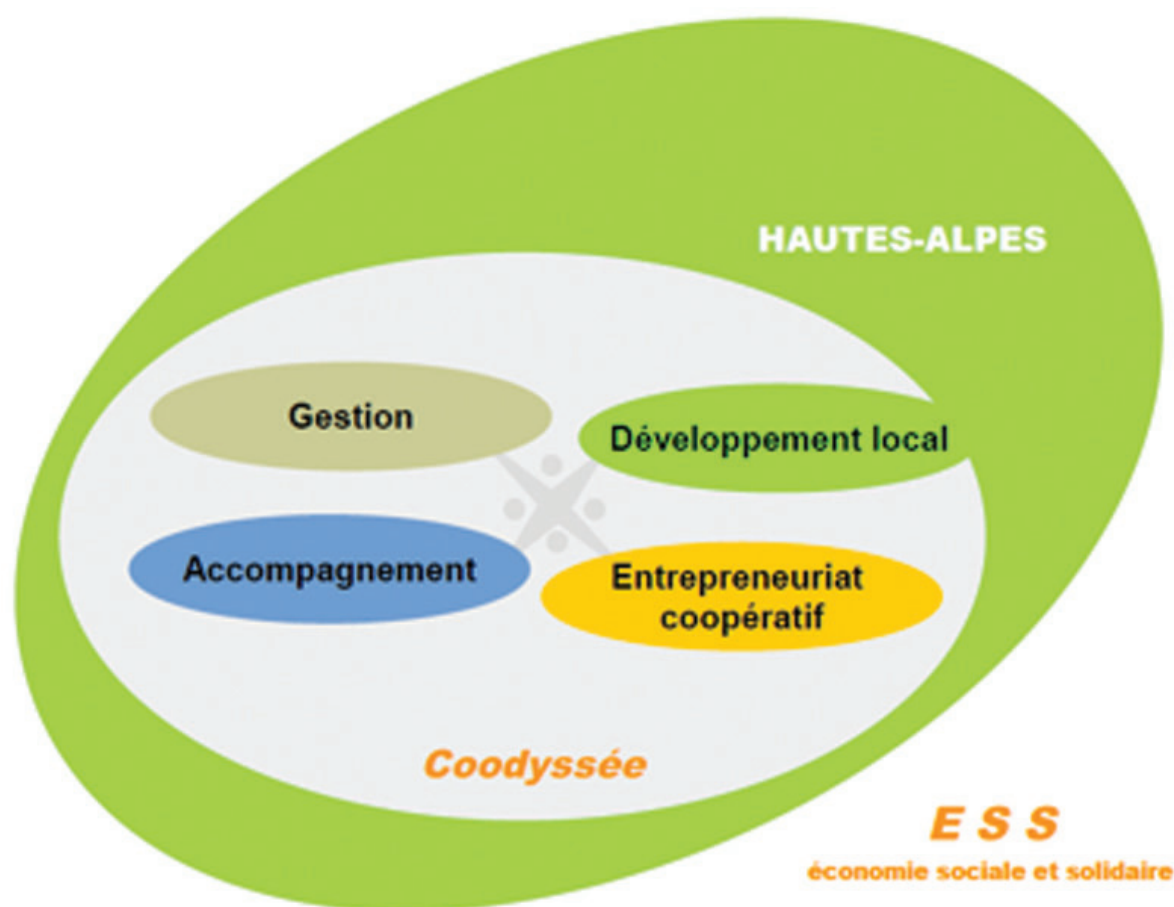 HAUTES-ALPES
Gestion
Développement local
Accompagnement
Entrepreneuriat
coopératif
Coodyssée
E S S
économie sociale et solidaire